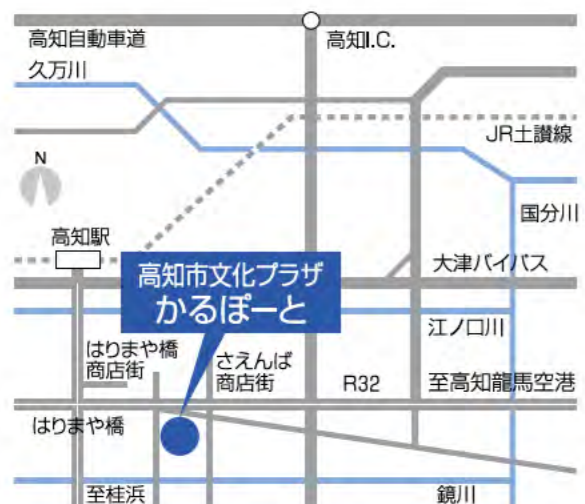 高知自動車道
高知I.C.
久万川
JR土讃線
N
国分川
高知駅
大津バイパス
高知市文化プラザ
かるぽーと
江ノ口川
はりまや橋
商店街
さえんば
商店街
R32
至高知龍馬空港
はりまや橋
至桂浜
鏡川